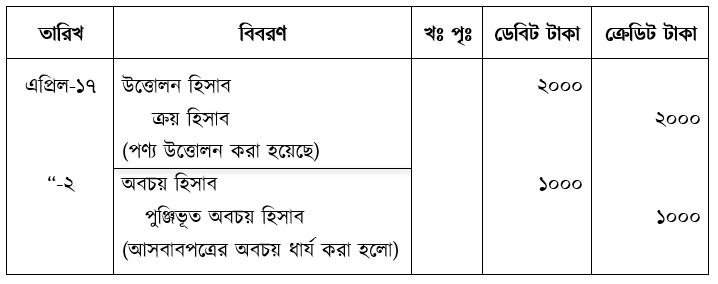 তারিখ বিবরণ খঃ পৃঃ ডেবিট টাকা ক্রেডিট টাকা
এপ্রিল-১৭ উত্তোলন হিসাব ২০০০
ক্রয় হিসাব ২০০০
(পণ্য উত্তোলন করা হয়েছে)
“-২ অবচয় হিসাব ১০০০
পুঞ্জিভূত অবচয় হিসাব ১০০০
(আসবাবপত্রের অবচয় ধার্য করা হলো)